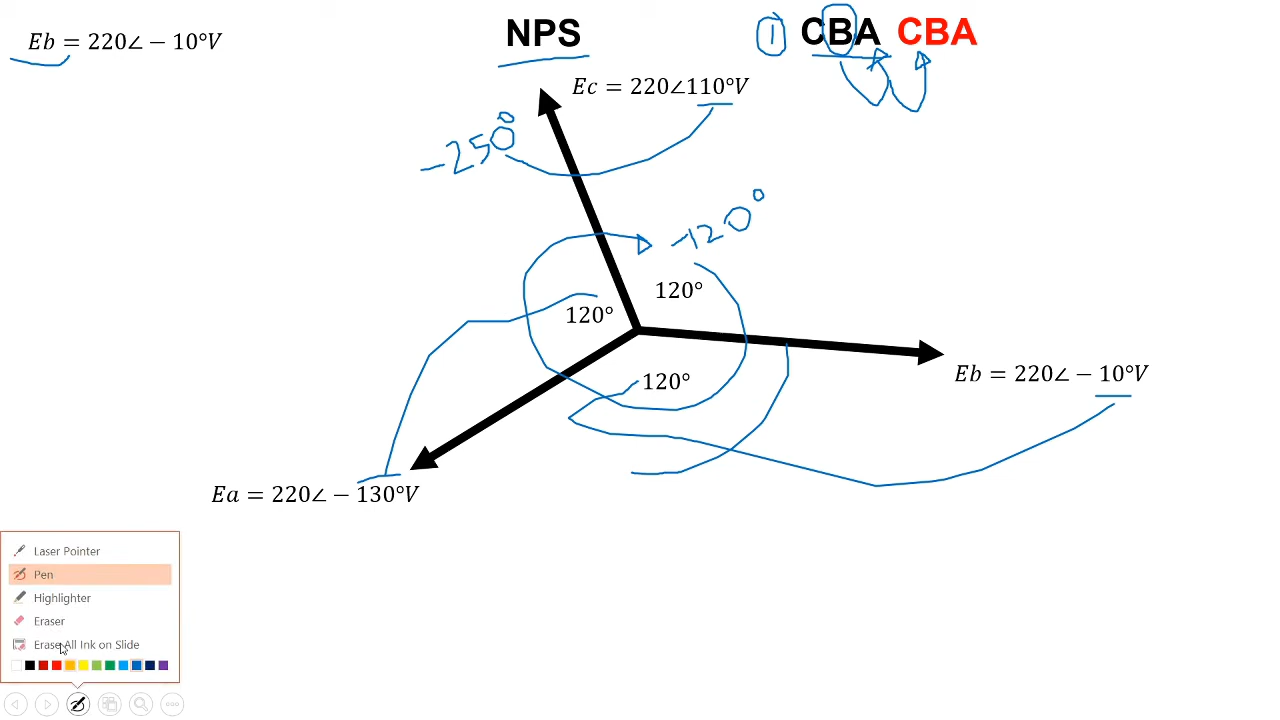 Eb = 220∠ − 10°V
NPS
① CBA CBA
Ec = 220∠110°V
−250°
−120°
120°
120°
120°
Eb = 220∠ − 10°V
Ea = 220∠ − 130°V
Laser Pointer
Pen
Highlighter
Eraser
Erase All Ink on Slide